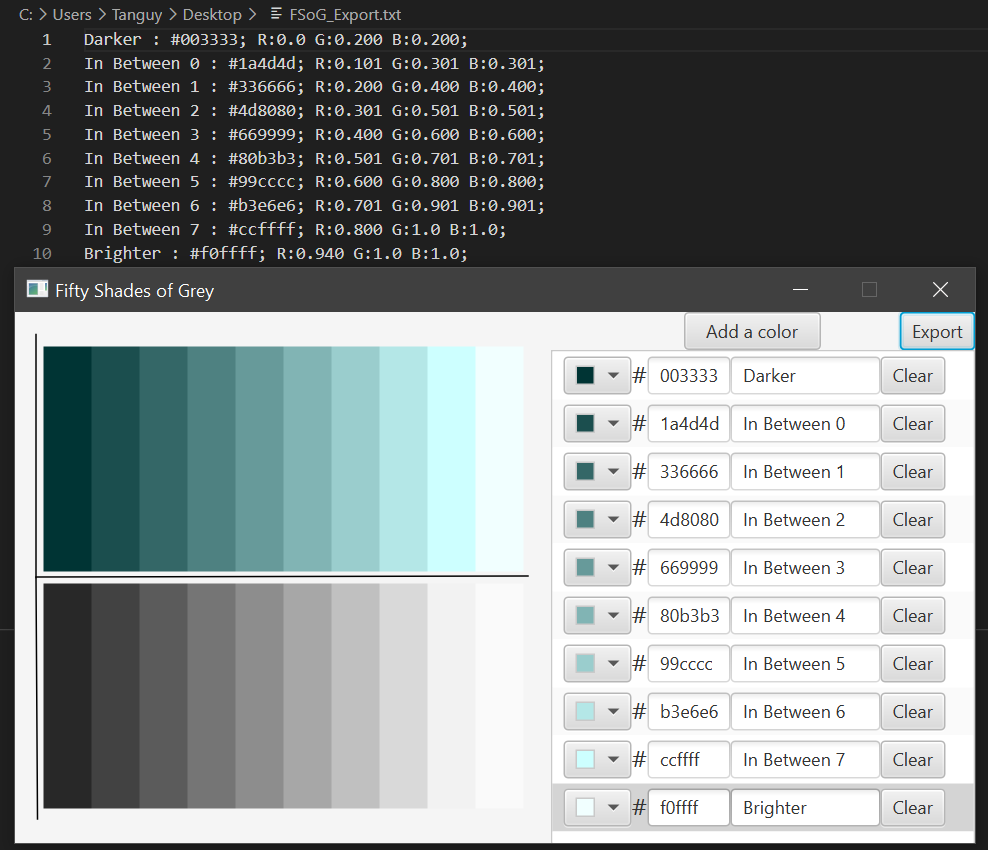 C: > Users > Tanguy > Desktop > FSoG_Export.txt
1 Darker : #003333; R:0.0 G:0.200 B:0.200;
2 In Between 0 : #1a4d4d; R:0.101 G:0.301 B:0.301;
3 In Between 1 : #336666; R:0.200 G:0.400 B:0.400;
4 In Between 2 : #4d8080; R:0.301 G:0.501 B:0.501;
5 In Between 3 : #669999; R:0.400 G:0.600 B:0.600;
6 In Between 4 : #80b3b3; R:0.501 G:0.701 B:0.701;
7 In Between 5 : #99cccc; R:0.600 G:0.800 B:0.800;
8 In Between 6 : #b3e6e6; R:0.701 G:0.901 B:0.901;
9 In Between 7 : #ccffff; R:0.800 G:1.0 B:1.0;
10 Brighter : #f0ffff; R:0.940 G:1.0 B:1.0;
Fifty Shades of Grey
Add a color Export
# 003333 Darker Clear
# 1a4d4d In Between 0 Clear
# 336666 In Between 1 Clear
# 4d8080 In Between 2 Clear
# 669999 In Between 3 Clear
# 80b3b3 In Between 4 Clear
# 99cccc In Between 5 Clear
# b3e6e6 In Between 6 Clear
# ccffff In Between 7 Clear
# f0ffff Brighter Clear